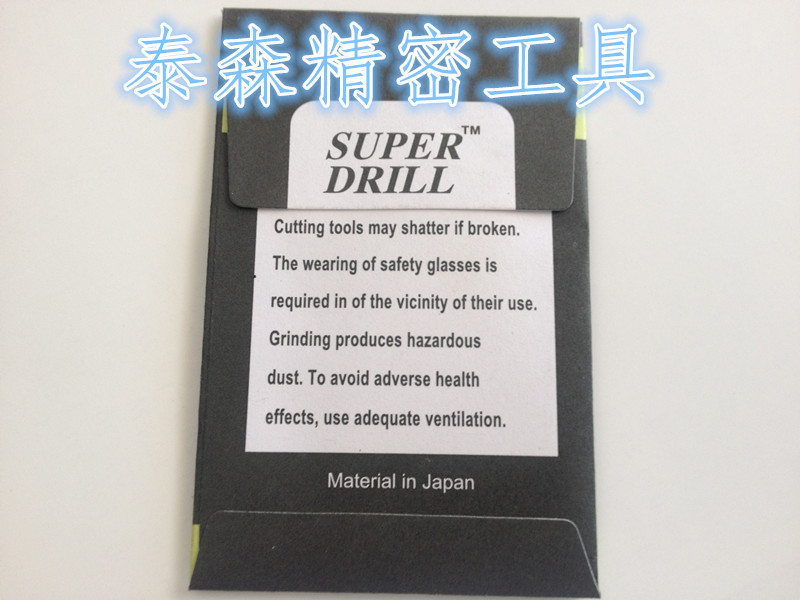 泰森精密工具
SUPER™
DRILL
Cutting tools may shatter if broken.
The wearing of safety glasses is
required in of the vicinity of their use.
Grinding produces hazardous
dust. To avoid adverse health
effects, use adequate ventilation.
Material in Japan